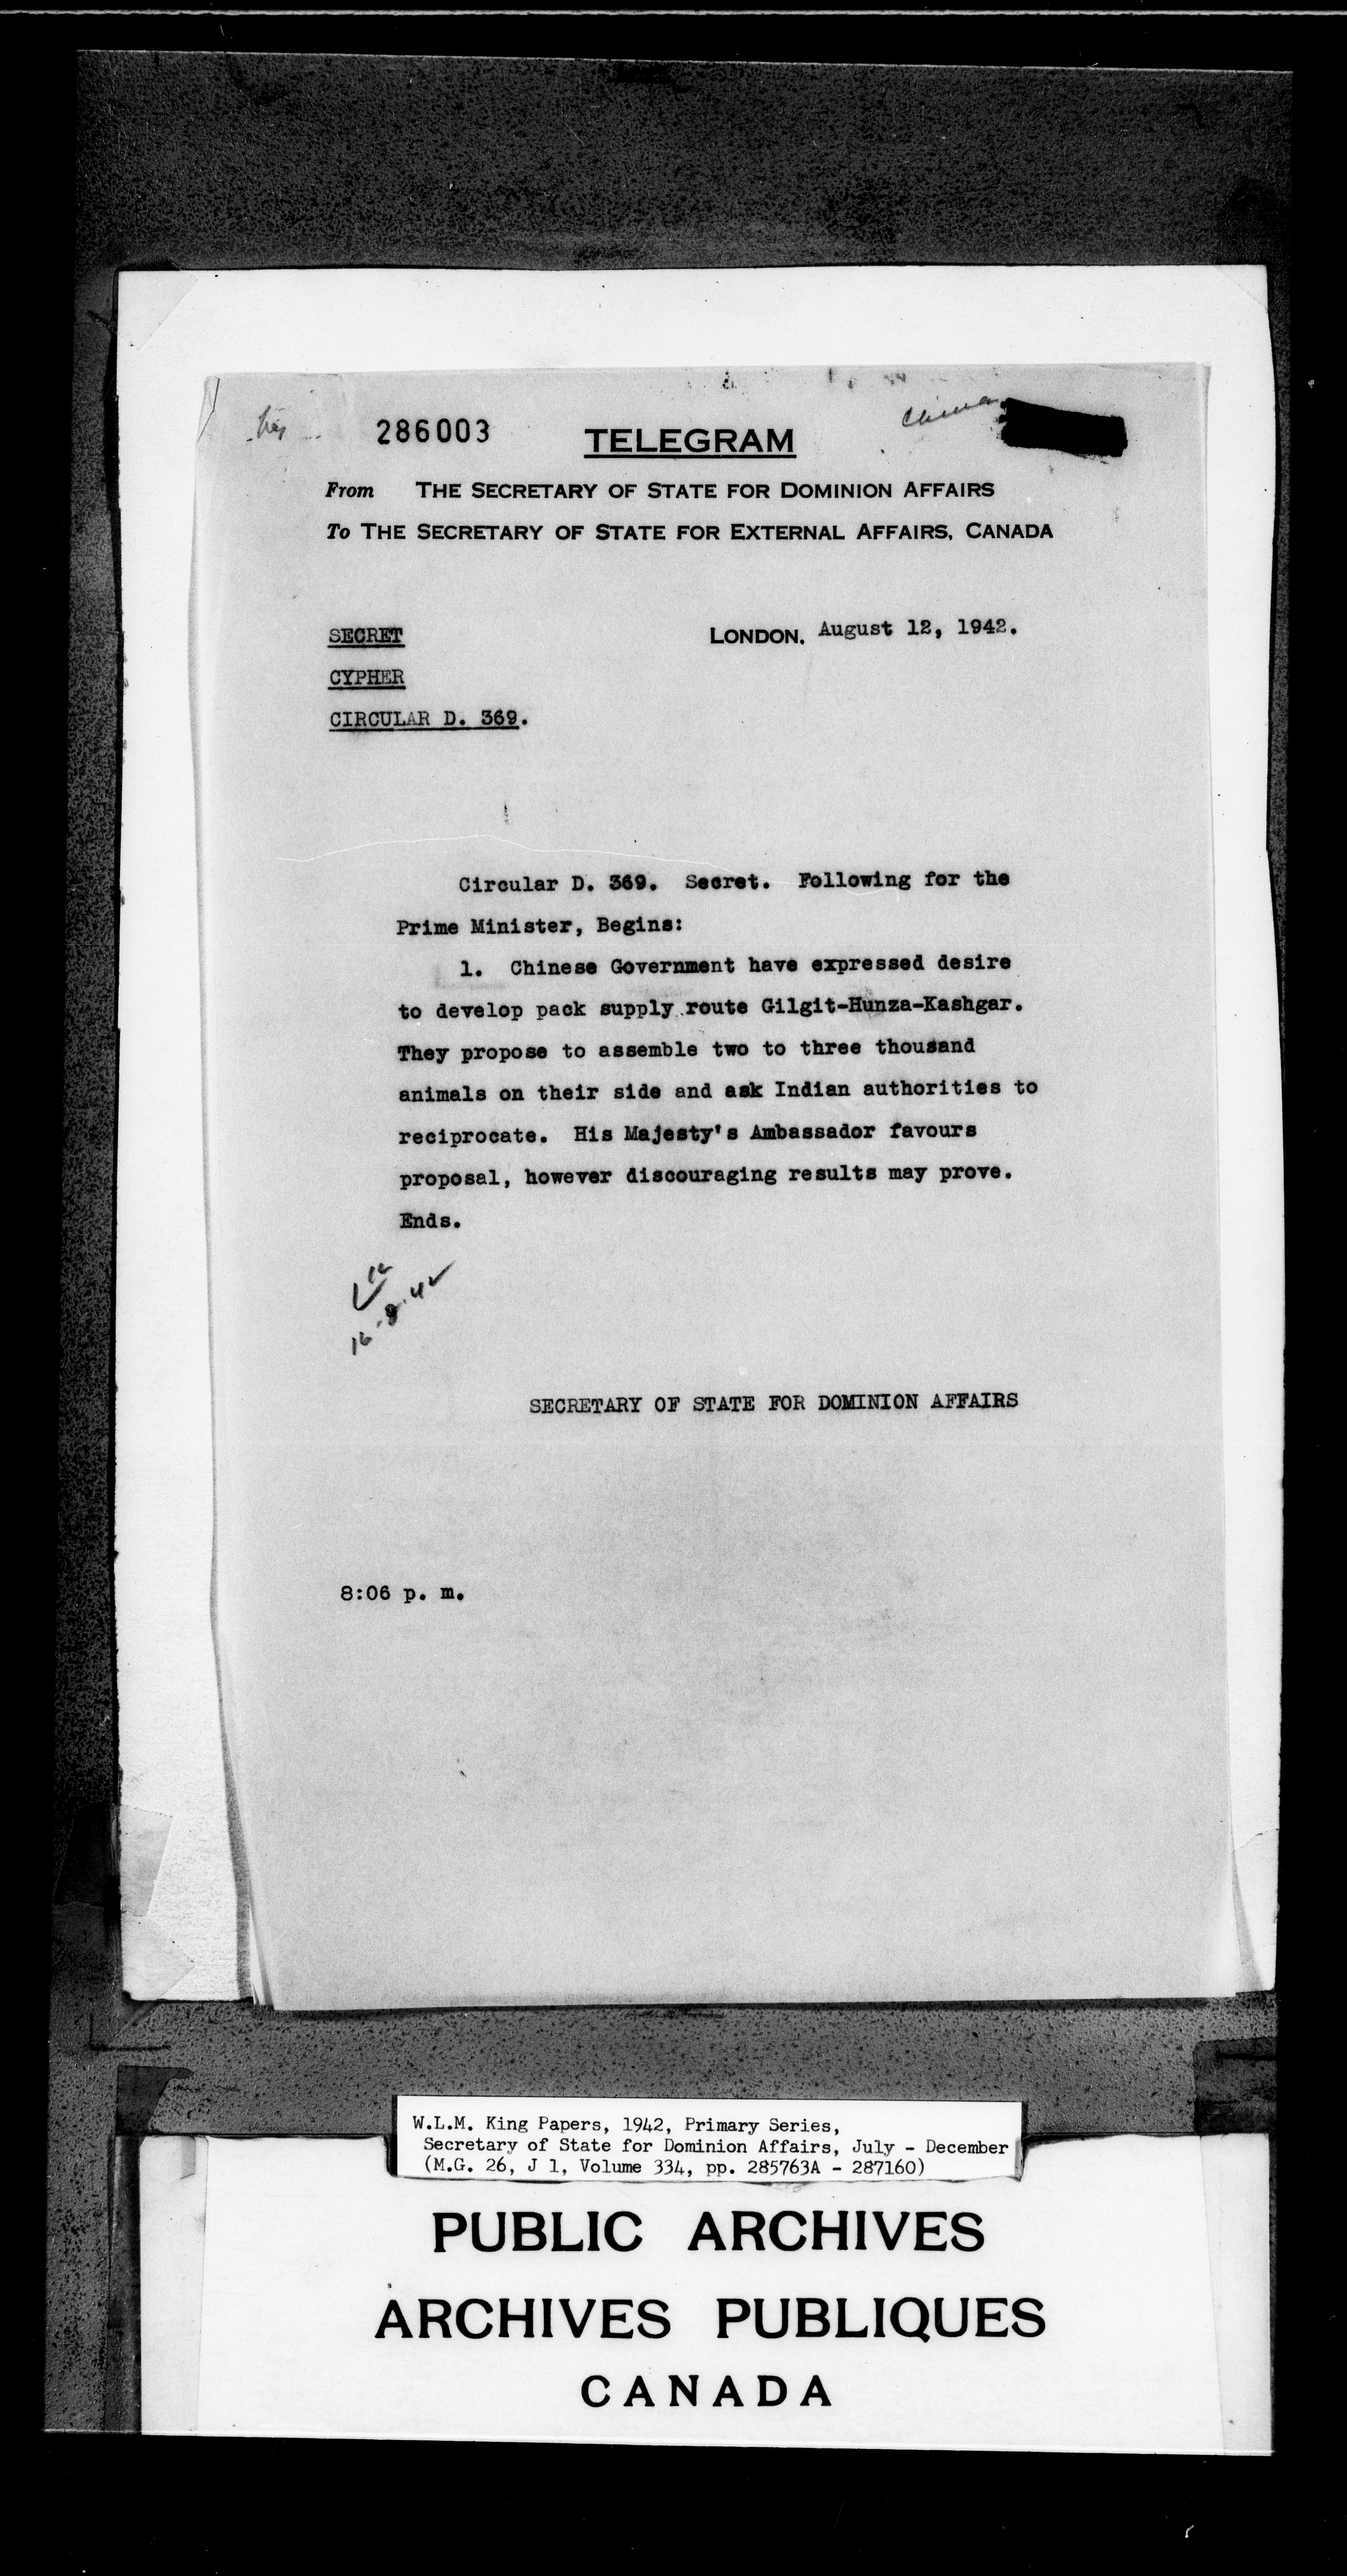 286003
TELEGRAM
China
From THE SECRETARY OF STATE FOR DOMINION AFFAIRS
To THE SECRETARY OF STATE FOR EXTERNAL AFFAIRS, CANADA
SECRET
LONDON, August 12, 1942.
CYPHER
CIRCULAR D. 369.
Circular D. 369. Secret. Following for the
Prime Minister, Begins:
1. Chinese Government have expressed desire
to develop pack supply route Gilgit-Hunza-Kashgar.
They propose to assemble two to three thousand
animals on their side and ask Indian authorities to
reciprocate. His Majesty's Ambassador favours
proposal, however discouraging results may prove.
Ends.
16.8.42
SECRETARY OF STATE FOR DOMINION AFFAIRS
8:06 p. m.
W.L.M. King Papers, 1942, Primary Series,
Secretary of State for Dominion Affairs, July - December
(M.G. 26, J 1, Volume 334, pp. 285763A - 287160)
PUBLIC ARCHIVES
ARCHIVES PUBLIQUES
CANADA